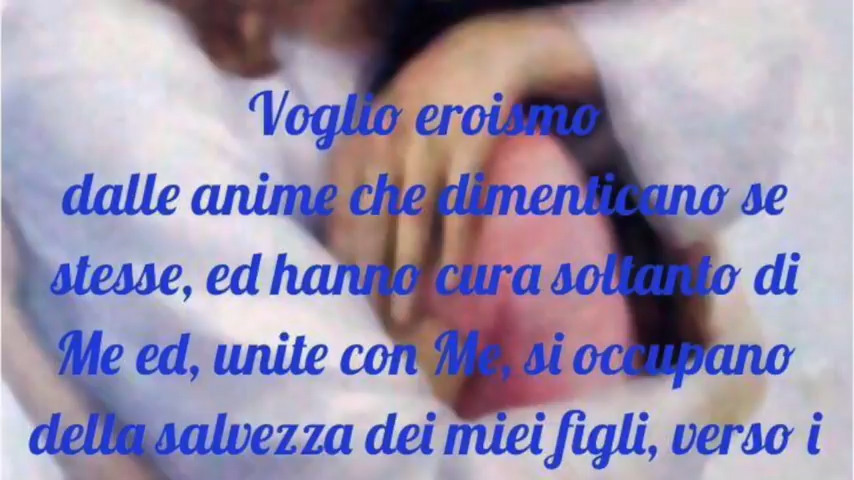 Voglio eroismo
dalle anime che dimenticano se
stesse, ed hanno cura soltanto di
Me ed, unite con Me, si occupano
della salvezza dei miei figli, verso i